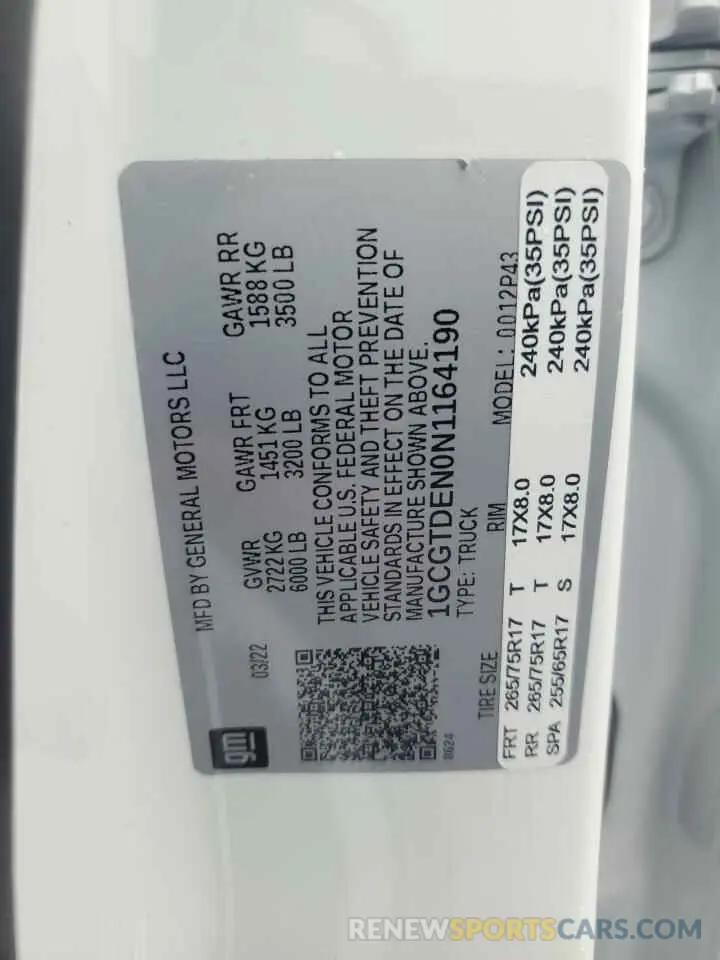 gm
MFD BY GENERAL MOTORS LLC
03/22
GVWR GAWR FRT GAWR RR
2722 KG 1451 KG 1588 KG
6000 LB 3200 LB 3500 LB
THIS VEHICLE CONFORMS TO ALL
APPLICABLE U.S. FEDERAL MOTOR
VEHICLE SAFETY AND THEFT PREVENTION
STANDARDS IN EFFECT ON THE DATE OF
MANUFACTURE SHOWN ABOVE.
1GCGTDEN0N1164190
8624 TYPE: TRUCK MODEL: 0012P43
TIRE SIZE RIM
FRT 265/75R17 T 17X8.0 240kPa(35PSI)
RR 265/75R17 T 17X8.0 240kPa(35PSI)
SPA 255/65R17 S 17X8.0 240kPa(35PSI)
RENEWSPORTSCARS.COM